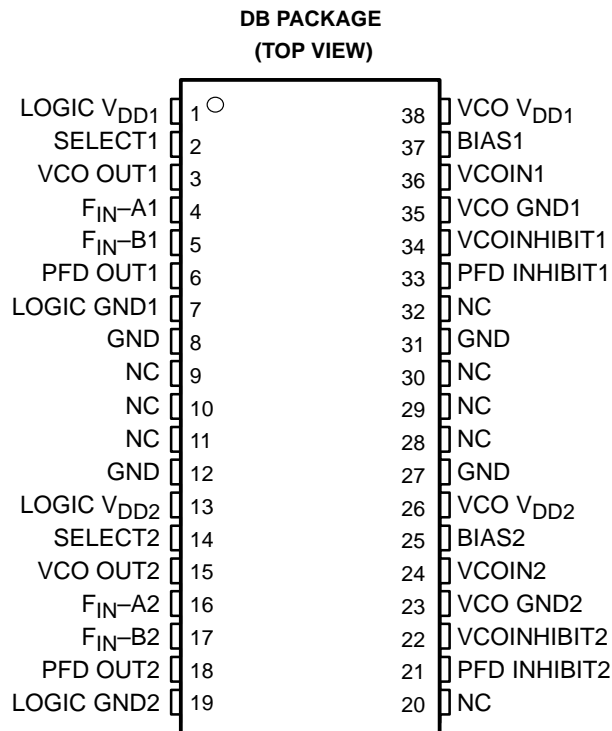 DB PACKAGE
(TOP VIEW)
LOGIC VDD1 1 38 VCO VDD1
SELECT1 2 37 BIAS1
VCO OUT1 3 36 VCOIN1
FIN–A1 4 35 VCO GND1
FIN–B1 5 34 VCOINHIBIT1
PFD OUT1 6 33 PFD INHIBIT1
LOGIC GND1 7 32 NC
GND 8 31 GND
NC 9 30 NC
NC 10 29 NC
NC 11 28 NC
GND 12 27 GND
LOGIC VDD2 13 26 VCO VDD2
SELECT2 14 25 BIAS2
VCO OUT2 15 24 VCOIN2
FIN–A2 16 23 VCO GND2
FIN–B2 17 22 VCOINHIBIT2
PFD OUT2 18 21 PFD INHIBIT2
LOGIC GND2 19 20 NC